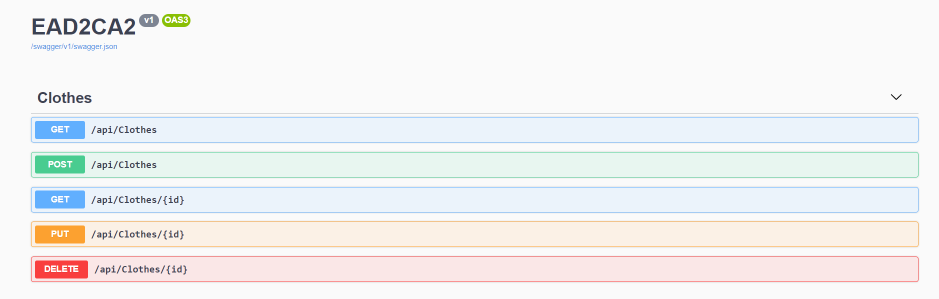 EAD2CA2 v1 OAS3
/swagger/v1/swagger.json
Clothes
GET /api/Clothes
POST /api/Clothes
GET /api/Clothes/{id}
PUT /api/Clothes/{id}
DELETE /api/Clothes/{id}